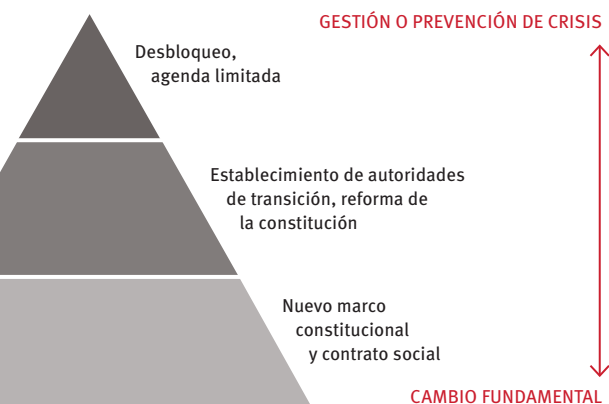 GESTIÓN O PREVENCIÓN DE CRISIS
Desbloqueo,
agenda limitada
Establecimiento de autoridades
de transición, reforma de
la constitución
Nuevo marco
constitucional
y contrato social
CAMBIO FUNDAMENTAL